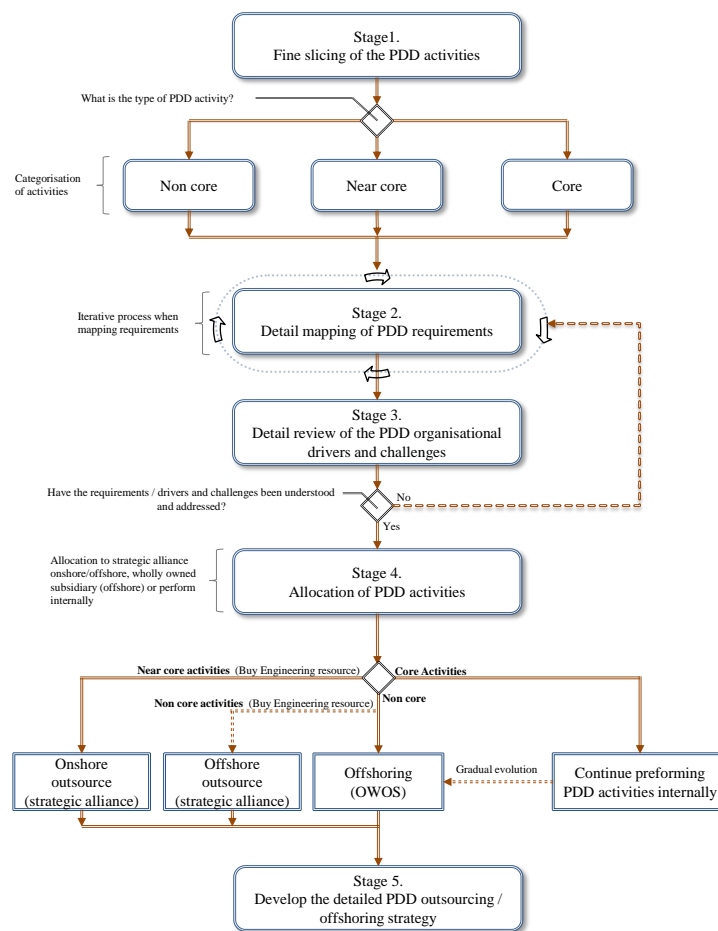 Stage1.
Fine slicing of the PDD activities
What is the type of PDD activity?
Categorisation
of activities
Non core
Near core
Core
Iterative process when
mapping requirements
Stage 2.
Detail mapping of PDD requirements
Stage 3.
Detail review of the PDD organisational
drivers and challenges
Have the requirements / drivers and challenges been understood
and addressed?
No
Yes
Allocation to strategic alliance
onshore/offshore, wholly owned
subsidiary (offshore) or perform
internally
Stage 4.
Allocation of PDD activities
Near core activities (Buy Engineering resource)
Core Activities
Non core activities (Buy Engineering resource)
Non core
Onshore
outsource
(strategic alliance)
Offshore
outsource
(strategic alliance)
Offshoring
(OWOS)
Gradual evolution
Continue preforming
PDD activities internally
Stage 5.
Develop the detailed PDD outsourcing /
offshoring strategy